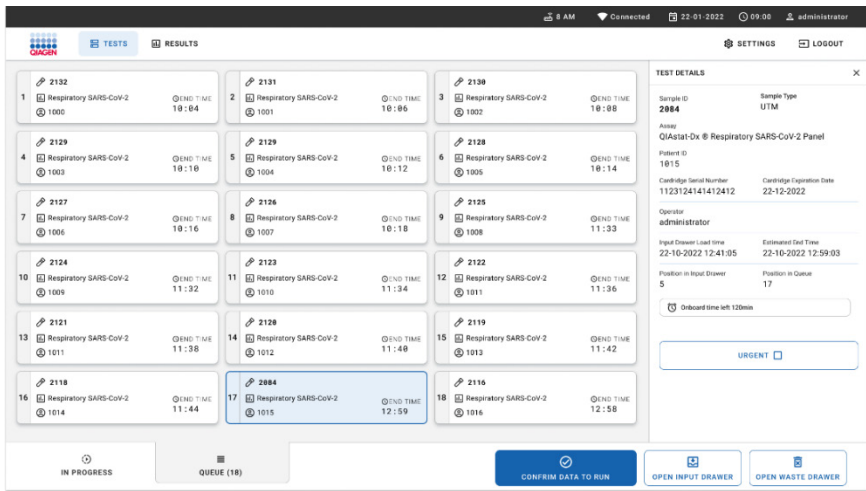 8 AM Connected 22-01-2022 09:00 administrator
QIAGEN TESTS RESULTS SETTINGS LOGOUT
2132
1 Respiratory SARS-CoV-2 END TIME
1000 10:04
2131
2 Respiratory SARS-CoV-2 END TIME
1001 10:06
2130
3 Respiratory SARS-CoV-2 END TIME
1002 10:08
2129
4 Respiratory SARS-CoV-2 END TIME
1003 10:10
2129
5 Respiratory SARS-CoV-2 END TIME
1004 10:12
2128
6 Respiratory SARS-CoV-2 END TIME
1005 10:14
2127
7 Respiratory SARS-CoV-2 END TIME
1006 10:16
2126
8 Respiratory SARS-CoV-2 END TIME
1007 10:18
2125
9 Respiratory SARS-CoV-2 END TIME
1008 11:33
2124
10 Respiratory SARS-CoV-2 END TIME
1009 11:32
2123
11 Respiratory SARS-CoV-2 END TIME
1010 11:34
2122
12 Respiratory SARS-CoV-2 END TIME
1011 11:36
2121
13 Respiratory SARS-CoV-2 END TIME
1011 11:38
2120
14 Respiratory SARS-CoV-2 END TIME
1012 11:40
2119
15 Respiratory SARS-CoV-2 END TIME
1013 11:42
2118
16 Respiratory SARS-CoV-2 END TIME
1014 11:44
2084
17 Respiratory SARS-CoV-2 END TIME
1015 12:59
2116
18 Respiratory SARS-CoV-2 END TIME
1016 12:58
TEST DETAILS
Sample ID Sample Type
2084 UTM
Assay
QIAstat-Dx ® Respiratory SARS-CoV-2 Panel
Patient ID
1015
Cardridge Serial Number Cardridge Expiration Date
1123124141412412 22-12-2022
Operator
administrator
Input Drawer Load time Estimated End Time
22-10-2022 12:41:05 22-10-2022 12:59:03
Position in Input Drawer Position in Queue
5 17
Onboard time left 120min
URGENT
IN PROGRESS
QUEUE (18)
CONFRIM DATA TO RUN
OPEN INPUT DRAWER
OPEN WASTE DRAWER